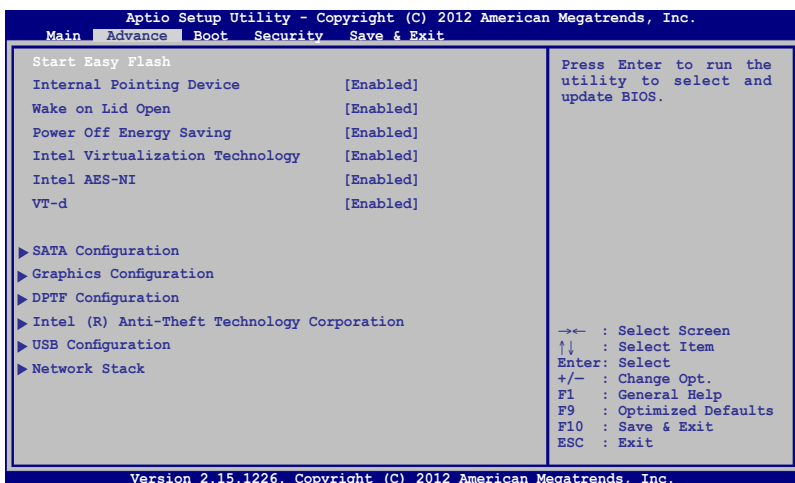 Aptio Setup Utility - Copyright (C) 2012 American Megatrends, Inc.
Main Advance Boot Security Save & Exit
Start Easy Flash
Internal Pointing Device [Enabled]
Wake on Lid Open [Enabled]
Power Off Energy Saving [Enabled]
Intel Virtualization Technology [Enabled]
Intel AES-NI [Enabled]
VT-d [Enabled]
▶ SATA Configuration
▶ Graphics Configuration
▶ DPTF Configuration
▶ Intel (R) Anti-Theft Technology Corporation
▶ USB Configuration
▶ Network Stack
Press Enter to run the
utility to select and
update BIOS.
→← : Select Screen
↑↓ : Select Item
Enter: Select
+/— : Change Opt.
F1 : General Help
F9 : Optimized Defaults
F10 : Save & Exit
ESC : Exit
Version 2.15.1226. Copyright (C) 2012 American Megatrends, Inc.